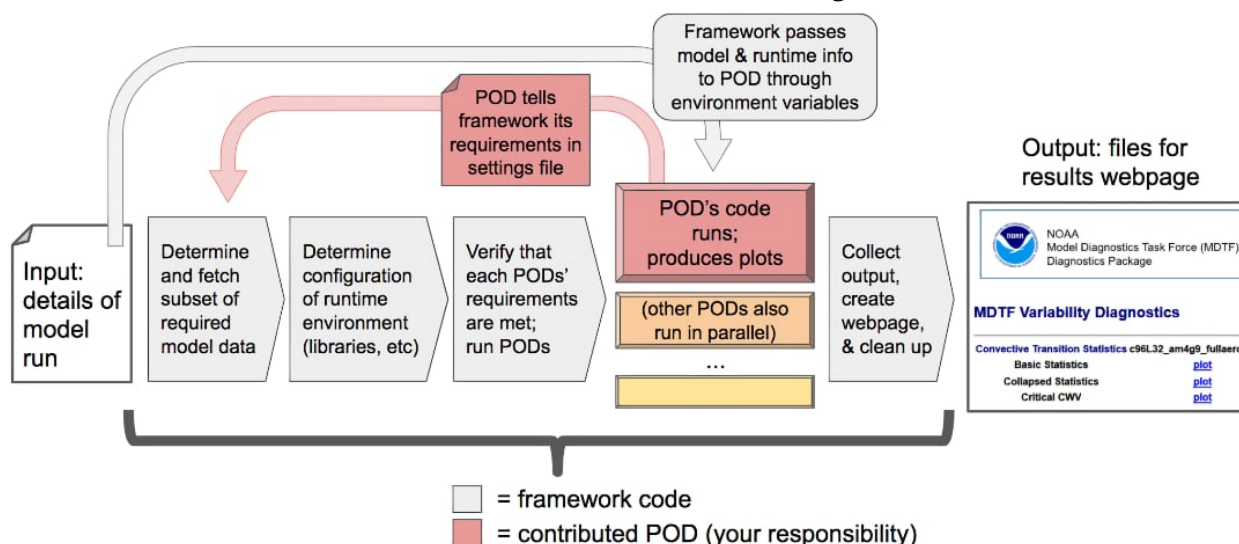 Framework passes
model & runtime info
to POD through
environment variables
POD tells
framework its
requirements in
settings file
Output: files for
results webpage
Input:
details of
model
run
Determine
and fetch
subset of
required
model data
Determine
configuration
of runtime
environment
(libraries, etc)
Verify that
each PODs'
requirements
are met;
run PODs
POD's code
runs;
produces plots
(other PODs also
run in parallel)
...
Collect
output,
create
webpage,
& clean up
NOAA
NOAA
Model Diagnostics Task Force (MDTF)
Diagnostics Package
MDTF Variability Diagnostics
Convective Transition Statistics c96L32_am4g9_fullaero
Basic Statistics plot
Collapsed Statistics plot
Critical CWV plot
= framework code
= contributed POD (your responsibility)